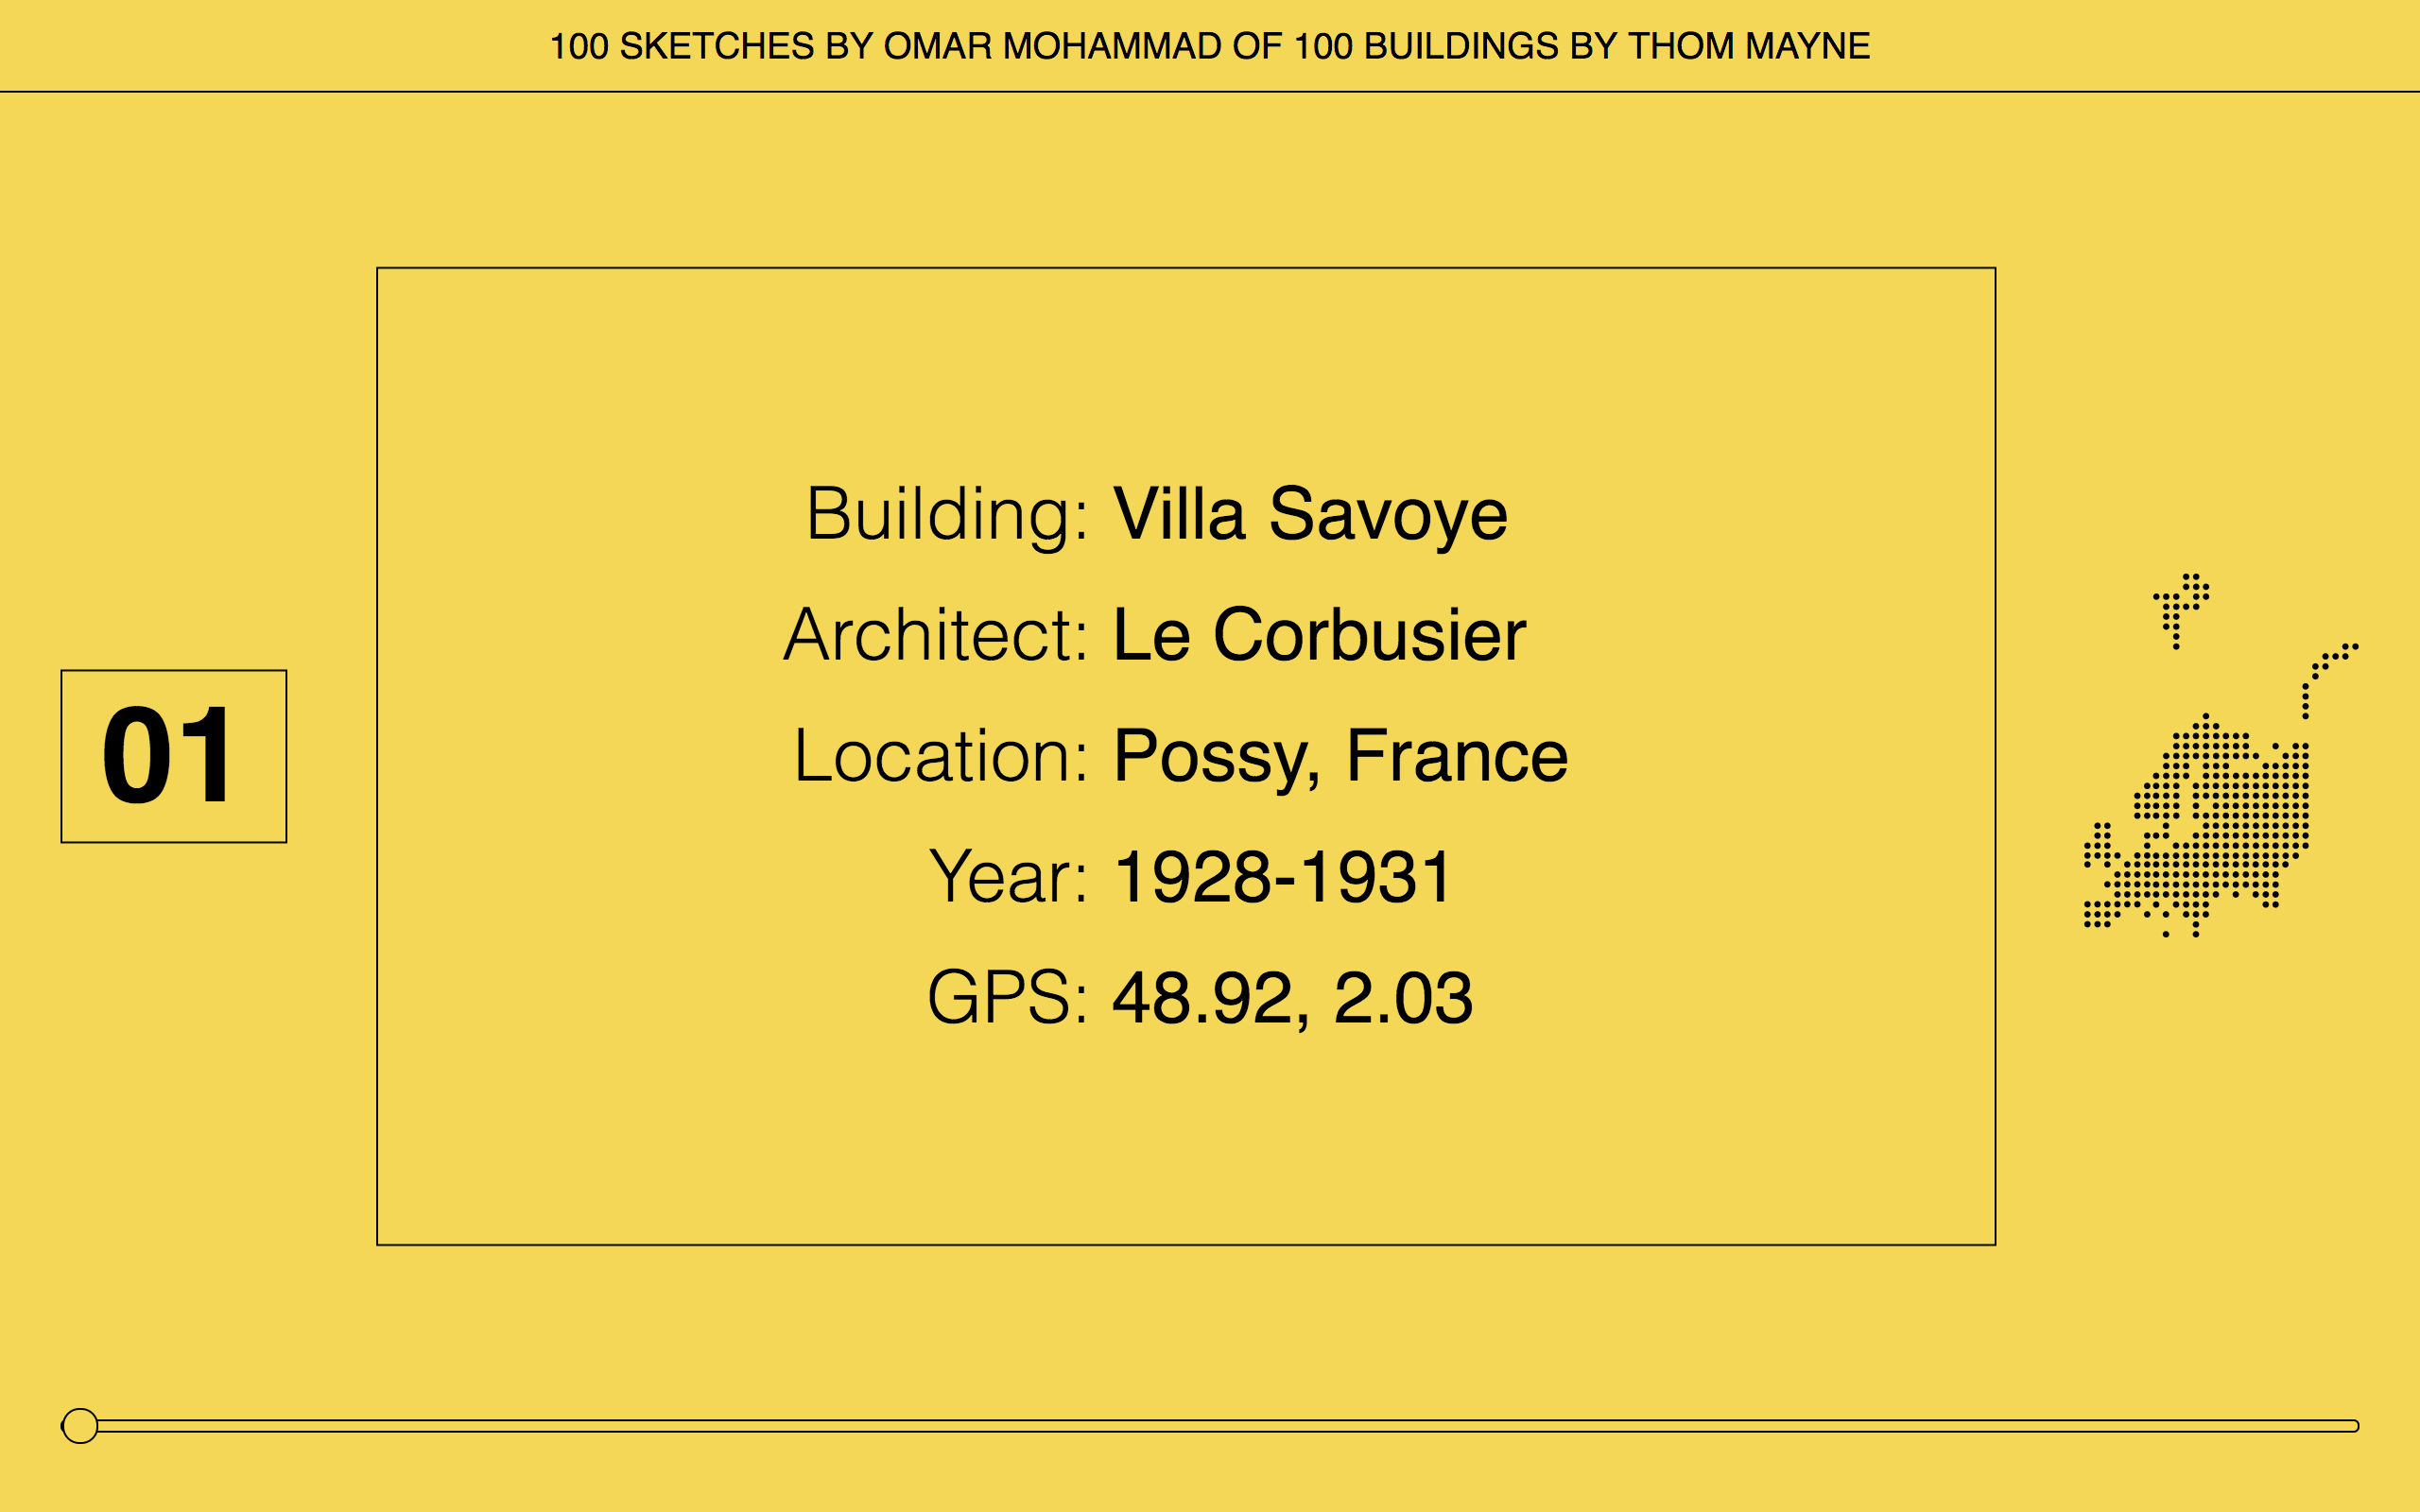 100 SKETCHES BY OMAR MOHAMMAD OF 100 BUILDINGS BY THOM MAYNE
01
Building: Villa Savoye
Architect: Le Corbusier
Location: Possy, France
Year: 1928-1931
GPS: 48.92, 2.03